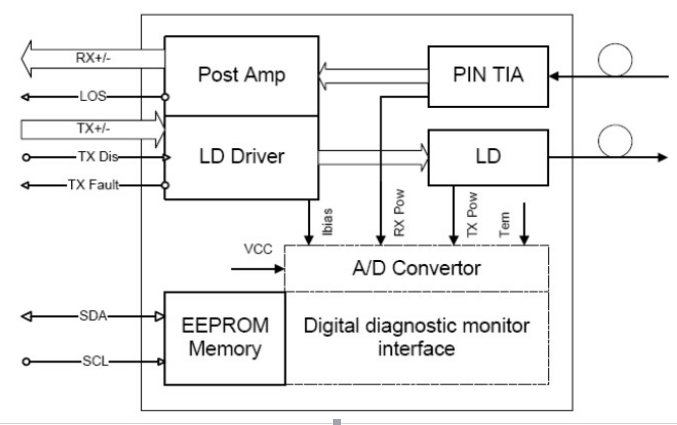 RX+/-
Post Amp
PIN TIA
LOS
TX+/-
TX Dis
LD Driver
LD
TX Fault
Ibias
RX Pow
TX Pow
Tem
VCC
A/D Convertor
SDA
EEPROM
Memory
Digital diagnostic monitor
interface
SCL